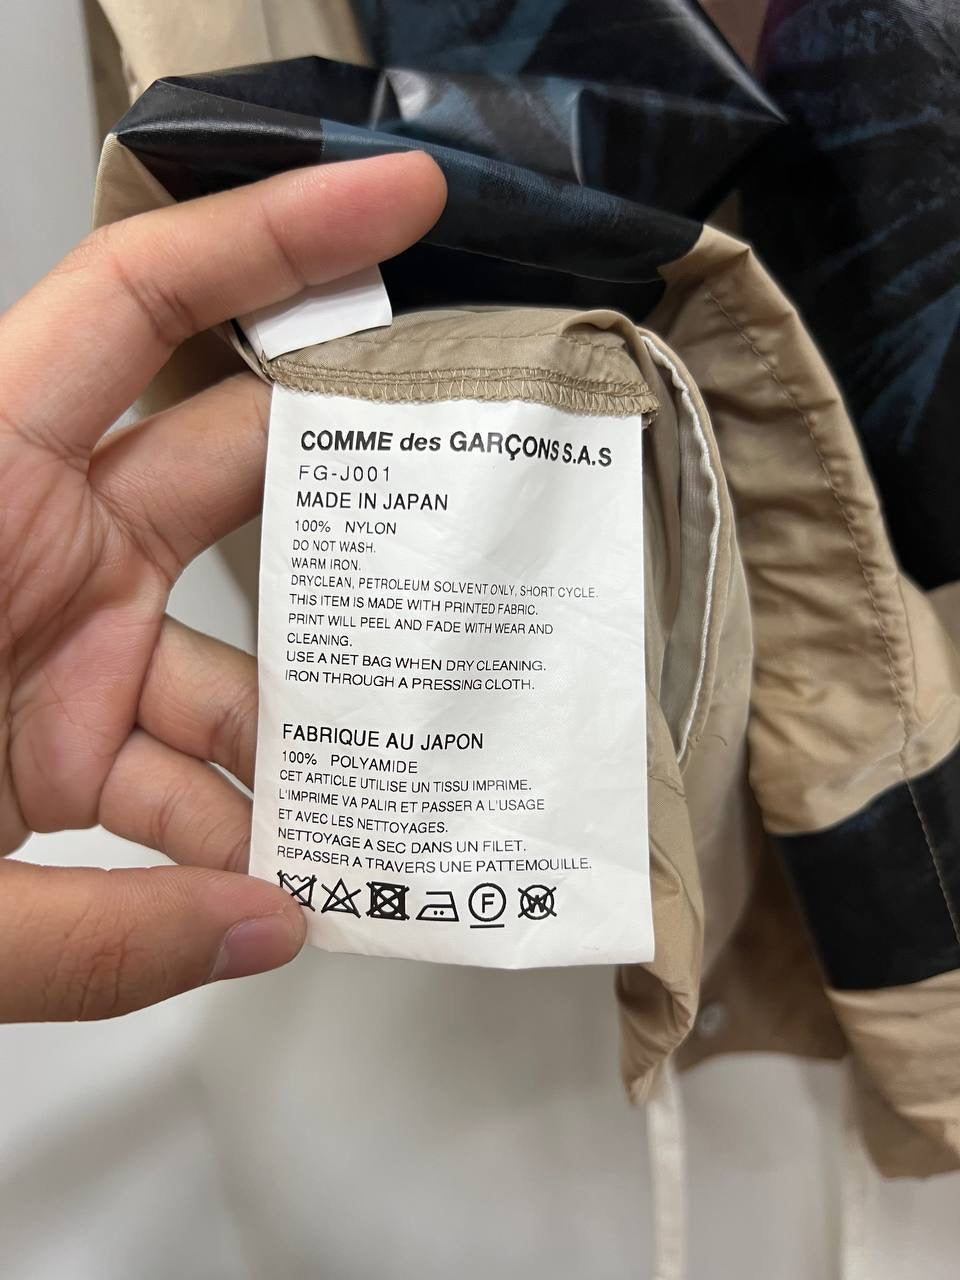 COMME des GARÇONS S.A.S
FG-J001
MADE IN JAPAN
100% NYLON
DO NOT WASH.
WARM IRON.
DRYCLEAN, PETROLEUM SOLVENT ONLY, SHORT CYCLE.
THIS ITEM IS MADE WITH PRINTED FABRIC.
PRINT WILL PEEL AND FADE WITH WEAR AND
CLEANING.
USE A NET BAG WHEN DRY CLEANING.
IRON THROUGH A PRESSING CLOTH.
FABRIQUE AU JAPON
100% POLYAMIDE
CET ARTICLE UTILISE UN TISSU IMPRIME.
L'IMPRIME VA PALIR ET PASSER A L'USAGE
ET AVEC LES NETTOYAGES.
NETTOYAGE A SEC DANS UN FILET.
REPASSER A TRAVERS UNE PATTEMOUILLE.
F W